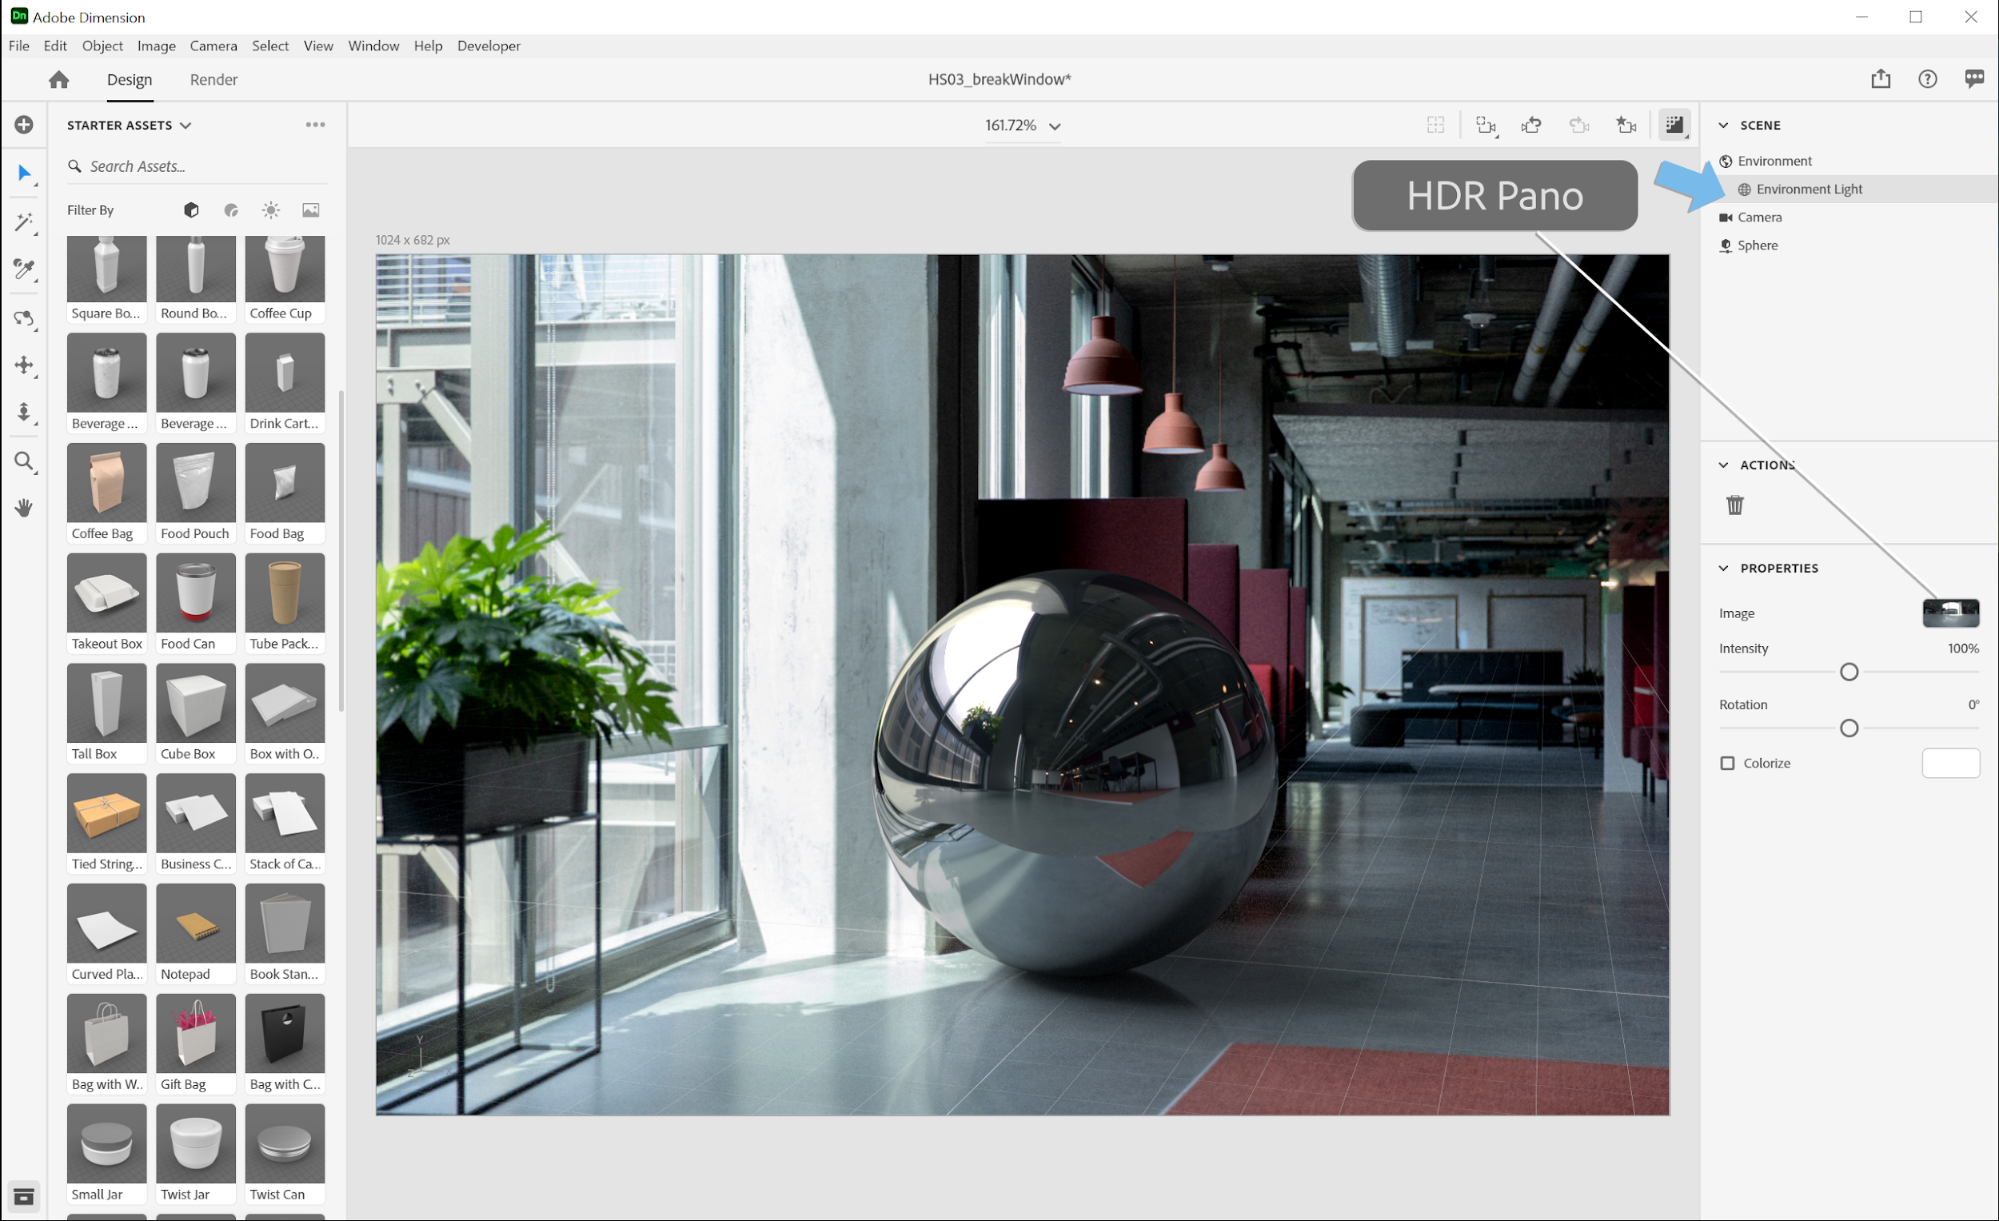 Dn Adobe Dimension
File Edit Object Image Camera Select View Window Help Developer
Design Render HS03_breakWindow*
STARTER ASSETS
Search Assets...
Filter By
Square Bo... Round Bo... Coffee Cup
Beverage ... Beverage ... Drink Cart...
Coffee Bag Food Pouch Food Bag
Takeout Box Food Can Tube Pack...
Tall Box Cube Box Box with O..
Tied String... Business C... Stack of Ca...
Curved Pla... Notepad Book Stan...
Bag with W.. Gift Bag Bag with C...
Small Jar Twist Jar Twist Can
161.72%
HDR Pano
1024 x 682 px
Y
Z
SCENE
Environment
Environment Light
Camera
Sphere
ACTIONS
PROPERTIES
Image
Intensity 100%
Rotation 0°
Colorize